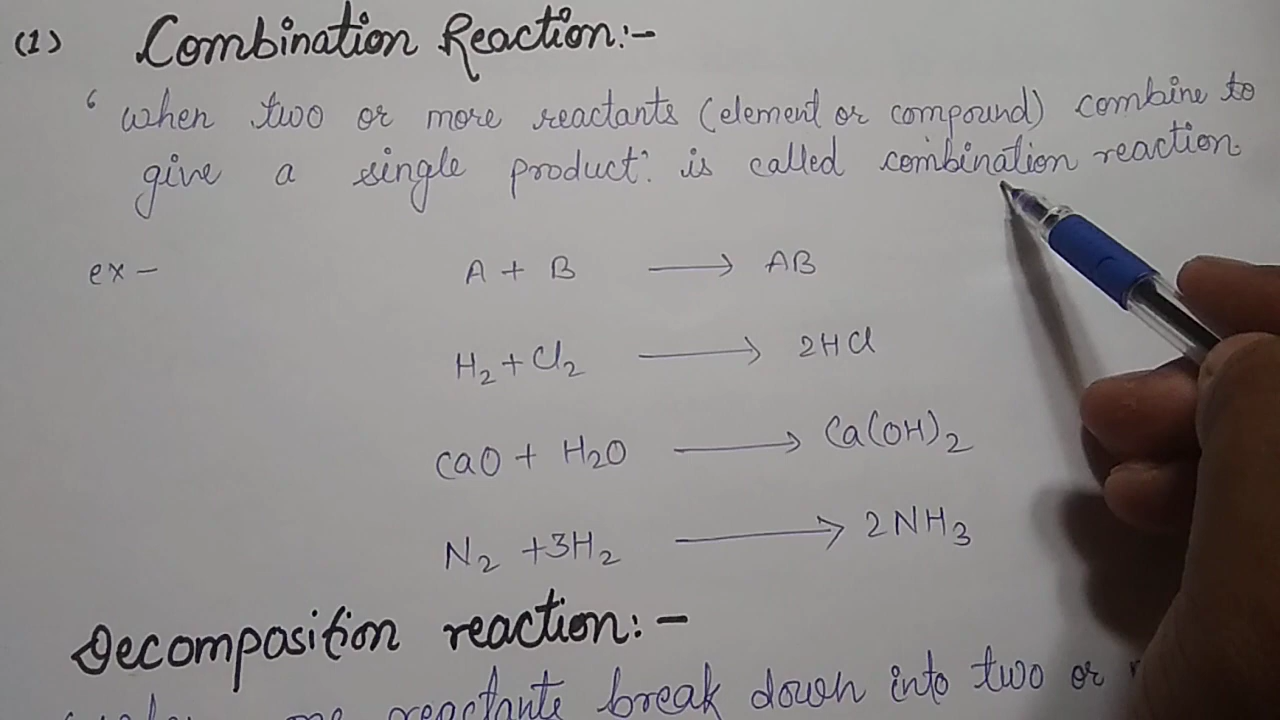 (1) Combination Reaction:-
‘ when two or more reactants (element or compound) combine to
give a single product’. is called combination reaction.
ex - A + B ⟶ AB
H₂ + Cl₂ ⟶ 2HCl
CaO + H₂O ⟶ Ca(OH)₂
N₂ +3H₂ ⟶ 2NH₃
Decomposition reaction:-
break down into two or